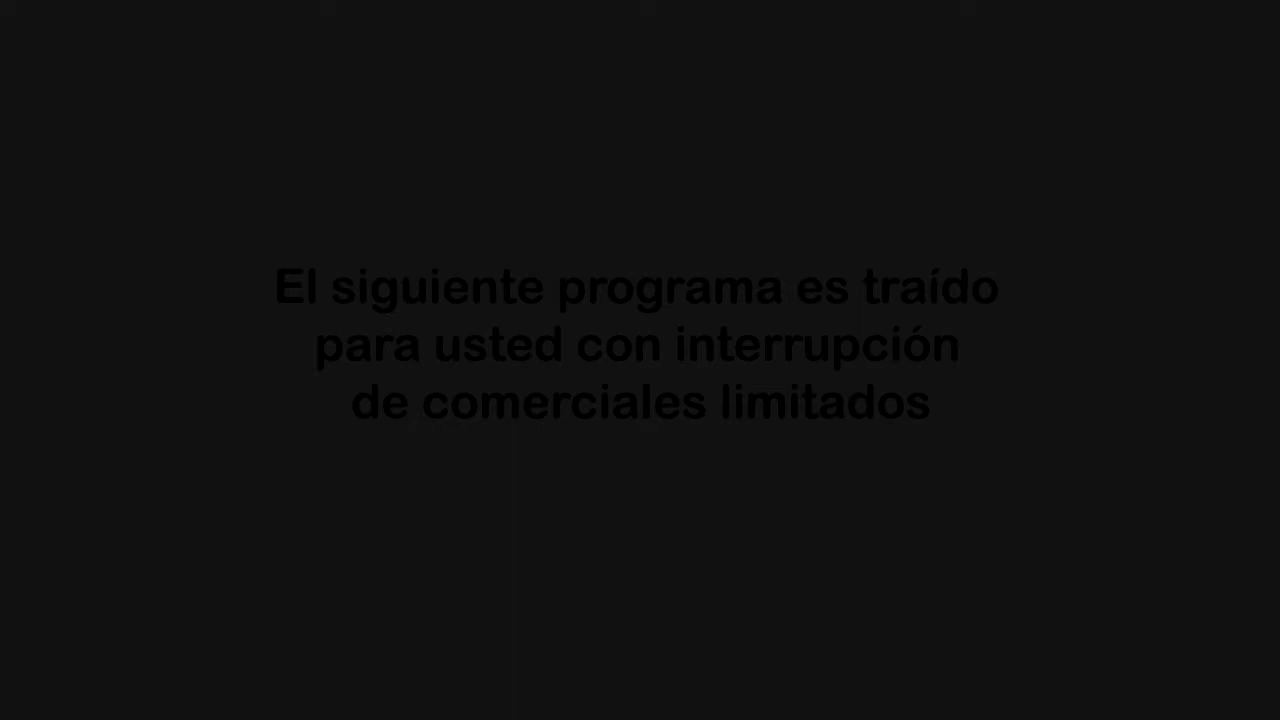 El siguiente programa es traído
para usted con interrupción
de comerciales limitados